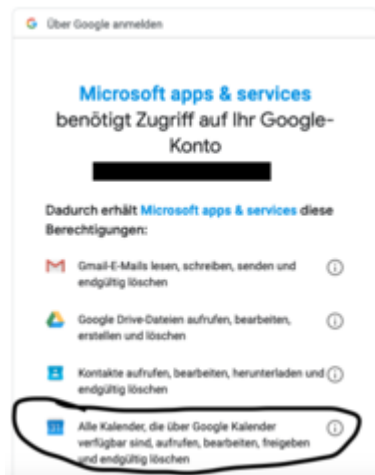 Über Google anmelden
Microsoft apps & services
benötigt Zugriff auf Ihr Google-
Konto
Dadurch erhält Microsoft apps & services diese
Berechtigungen:
Gmail-E-Mails lesen, schreiben, senden und
endgültig löschen
Google Drive-Dateien aufrufen, bearbeiten,
erstellen und löschen
Kontakte aufrufen, bearbeiten, herunterladen und
endgültig löschen
Alle Kalender, die über Google Kalender
verfügbar sind, aufrufen, bearbeiten, freigeben
und endgültig löschen